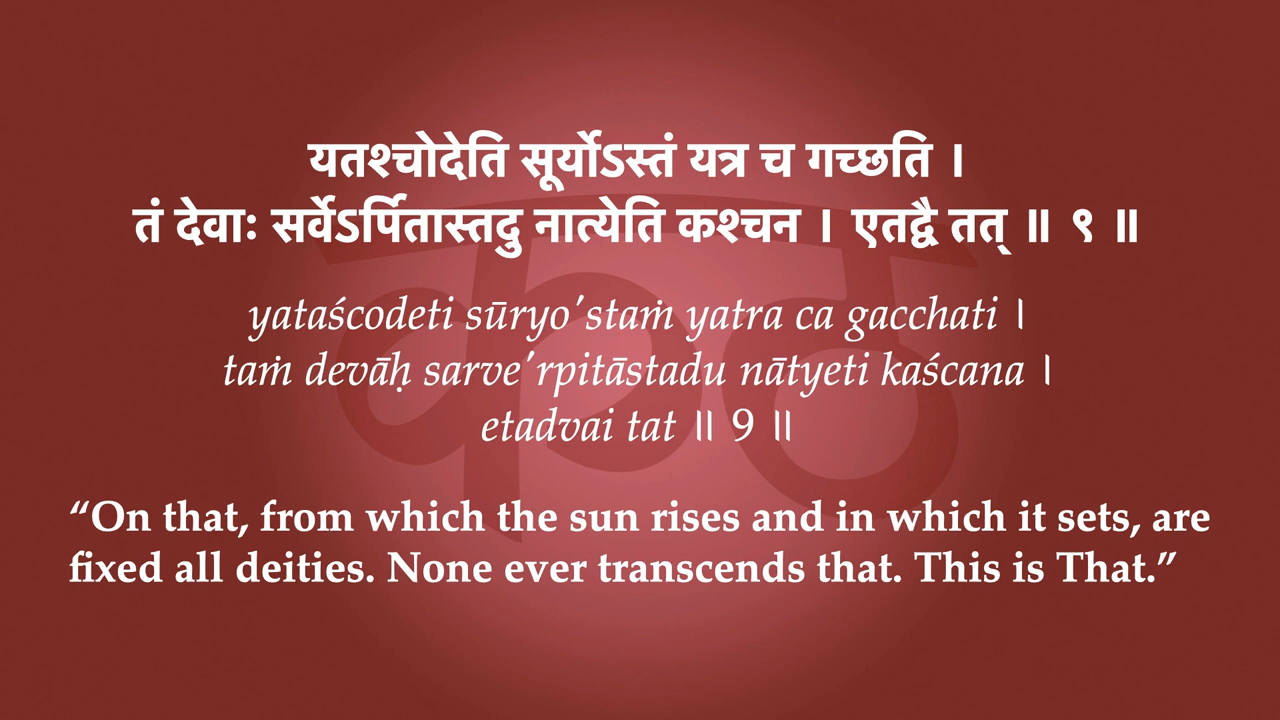 यतश्चोदेति सूर्योऽस्तं यत्र च गच्छति ।
तं देवाः सर्वेऽर्पितास्तदु नात्येति कश्चन । एतद्वै तत् ॥ ९ ॥
yataścodeti sūryo'staṁ yatra ca gacchati ।
taṁ devāḥ sarve'rpitāstadu nātyeti kaścana ।
etadvai tat ॥ 9 ॥
“On that, from which the sun rises and in which it sets, are
fixed all deities. None ever transcends that. This is That.”
कठ